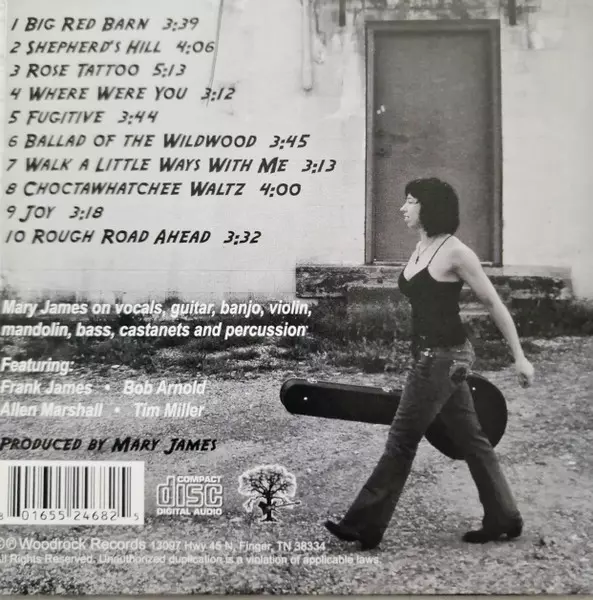 1 BIG RED BARN 3:39
2 SHEPHERD'S HILL 4:06
3 ROSE TATTOO 5:13
4 WHERE WERE YOU 3:12
5 FUGITIVE 3:44
6 BALLAD OF THE WILDWOOD 3:45
7 WALK A LITTLE WAYS WITH ME 3:13
8 CHOCTAWHATCHEE WALTZ 4:00
9 JOY 3:18
10 ROUGH ROAD AHEAD 3:32
Mary James on vocals, guitar, banjo, violin,
mandolin, bass, castanets and percussion
Featuring:
Frank James • Bob Arnold
Allen Marshall • Tim Miller
PRODUCED BY MARY JAMES
COMPACT
disc
DIGITAL AUDIO
8 01655 24682 5
©℗ Woodrock Records 13097 Hwy 45 N, Finger, TN 38334
All Rights Reserved. Unauthorized duplication is a violation of applicable laws.